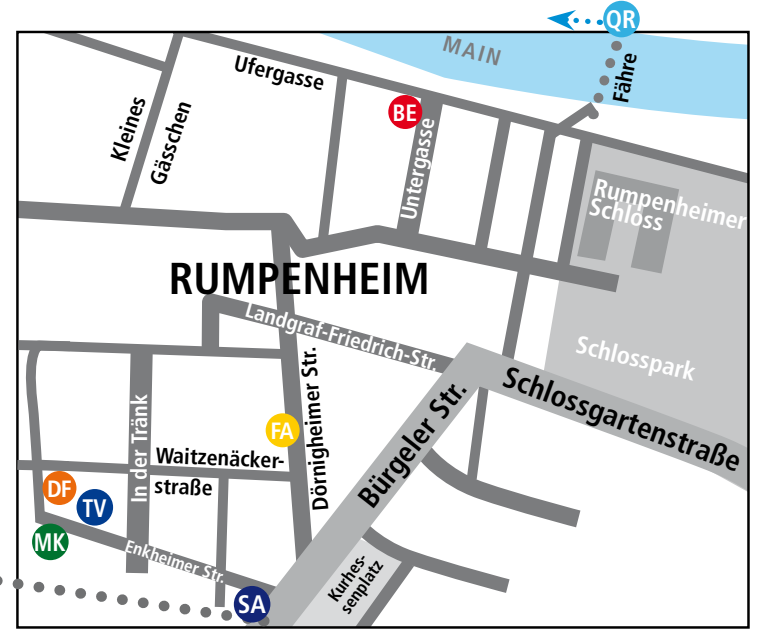 QR
MAIN
Fähre
Ufergasse
Kleines
Gässchen
BE
Untergasse
Rumpenheimer
Schloss
RUMPENHEIM
Landgraf-Friedrich-Str.
Schlosspark
Schlossgartenstraße
Bürgeler Str.
Dörnigheimer Str.
In der Tränk
FA
Waitzenäcker-
straße
DF
TV
MK
Enkheimer Str.
SA
Kurhes-
senplatz